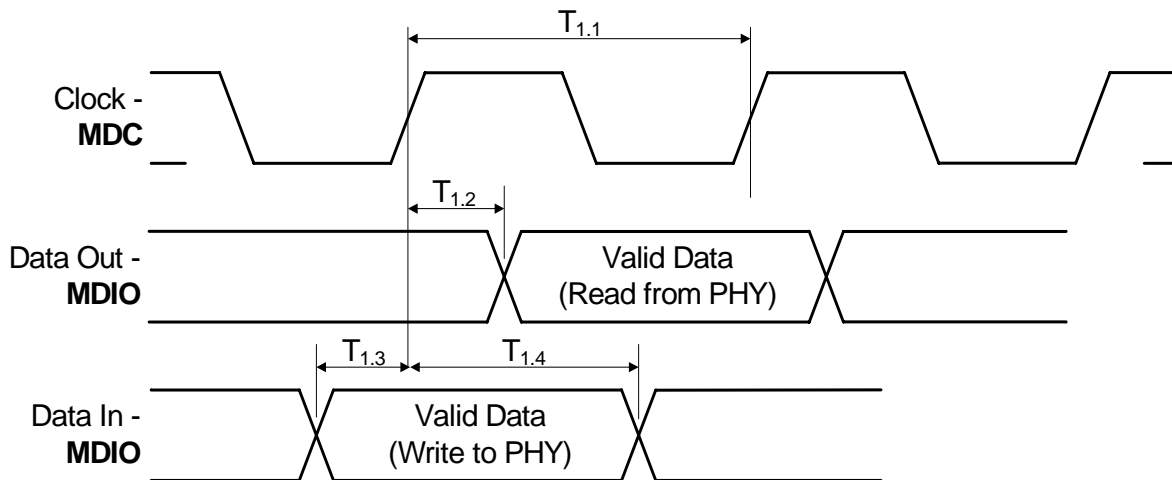 T1.1
Clock -
MDC
T1.2
Data Out -
MDIO
Valid Data
(Read from PHY)
T1.3
T1.4
Data In -
MDIO
Valid Data
(Write to PHY)